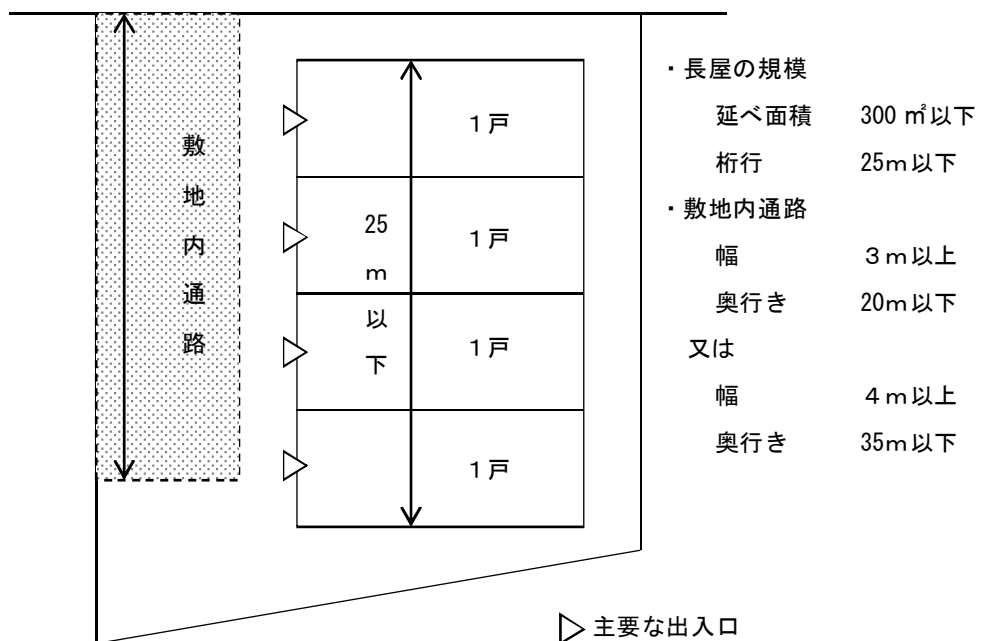 敷地内通路
1戸
1戸
1戸
1戸
25m以下
・長屋の規模
延べ面積 300㎡以下
桁行 25m以下
・敷地内通路
幅 3m以上
奥行き 20m以下
又は
幅 4m以上
奥行き 35m以下
主要な出入口